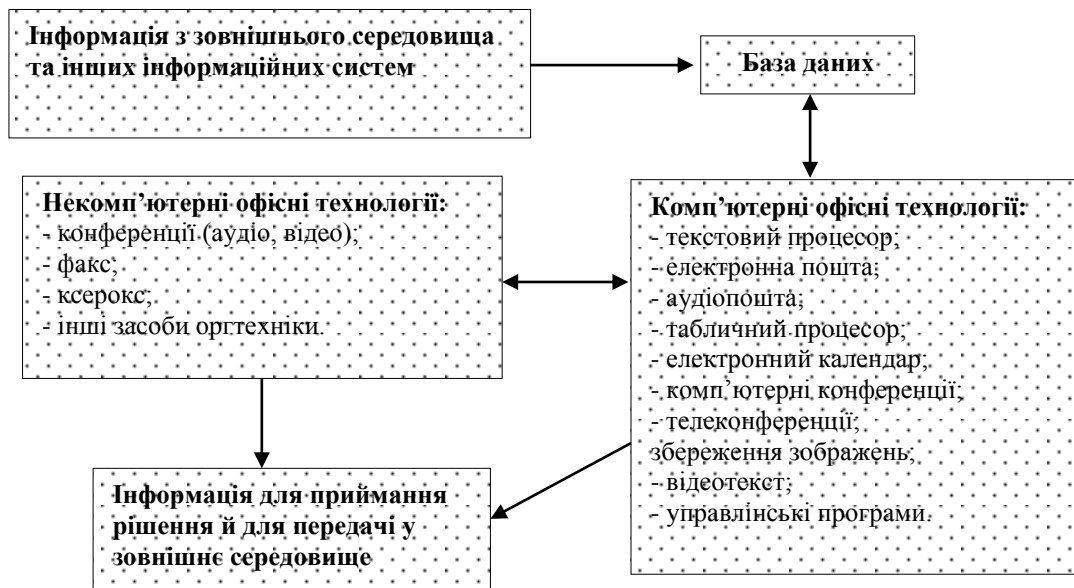 Інформація з зовнішнього середовища
та інших інформаційних систем
База даних
Некомп’ютерні офісні технології:
- конференції (аудіо, відео);
- факс;
- ксерокс;
- інші засоби оргтехніки.
Комп’ютерні офісні технології:
- текстовий процесор;
- електронна пошта;
- аудіопошта;
- табличний процесор;
- електронний календар;
- комп’ютерні конференції;
- телеконференції;
збереження зображень;
- відеотекст;
- управлінські програми.
Інформація для приймання
рішення й для передачі у
зовнішнє середовище